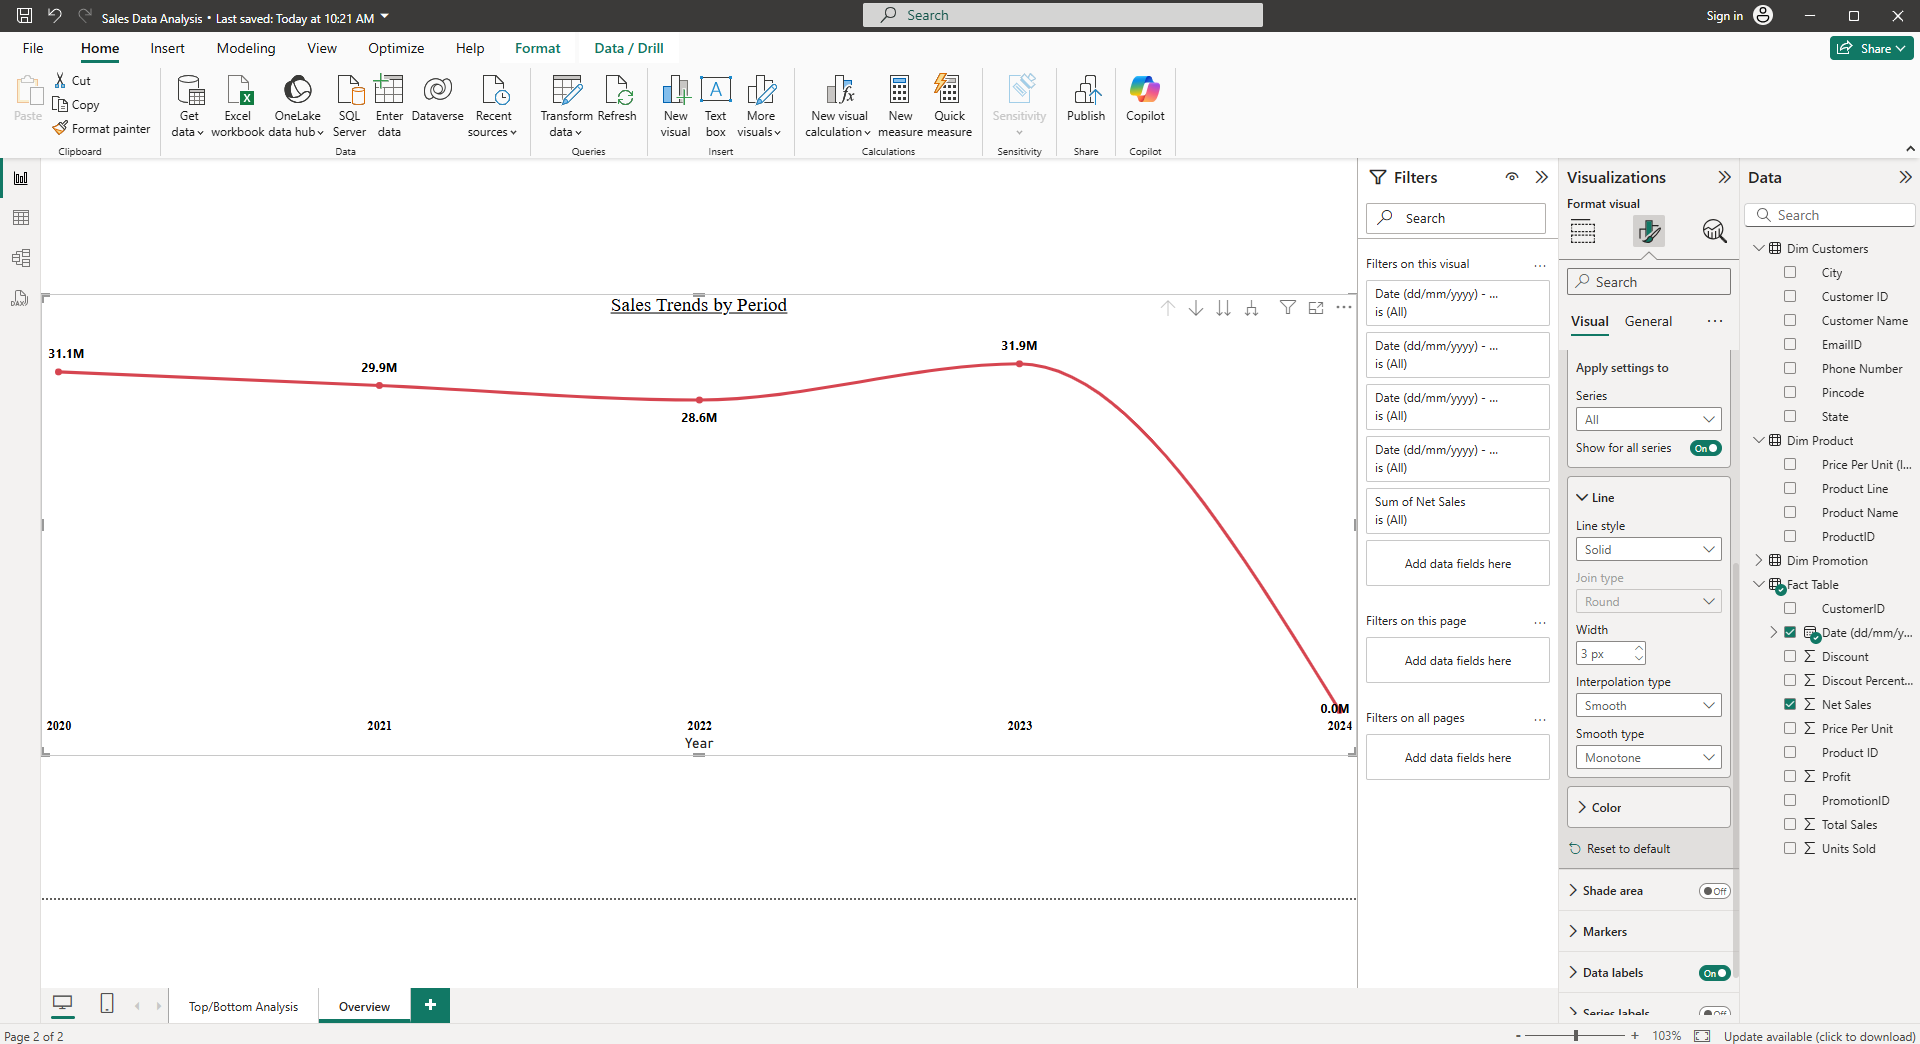 Sales Data Analysis • Last saved: Today at 10:21 AM
Search
Sign in
File
Home
Insert
Modeling
View
Optimize
Help
Format
Data / Drill
Share
Paste
Cut
Copy
Format painter
Clipboard
Get data
Excel workbook
OneLake data hub
SQL Server
Enter data
Dataverse
Recent sources
Data
Transform data
Refresh
Queries
New visual
Text box
More visuals
Insert
New visual calculation
New measure
Quick measure
Calculations
Sensitivity
Sensitivity
Publish
Share
Copilot
Copilot
Sales Trends by Period
31.1M
29.9M
28.6M
31.9M
0.0M
2020
2021
2022
2023
2024
Year
Filters
Search
Filters on this visual
Date (dd/mm/yyyy) - ...
is (All)
Date (dd/mm/yyyy) - ...
is (All)
Date (dd/mm/yyyy) - ...
is (All)
Date (dd/mm/yyyy) - ...
is (All)
Sum of Net Sales
is (All)
Add data fields here
Filters on this page
Add data fields here
Filters on all pages
Add data fields here
Visualizations
Format visual
Search
Visual
General
Apply settings to
Series
All
Show for all series
On
Line
Line style
Solid
Join type
Round
Width
3 px
Interpolation type
Smooth
Smooth type
Monotone
Color
Reset to default
Shade area
Off
Markers
Data labels
On
Series labels
Off
Data
Search
Dim Customers
City
Customer ID
Customer Name
EmailID
Phone Number
Pincode
State
Dim Product
Price Per Unit (I...
Product Line
Product Name
ProductID
Dim Promotion
Fact Table
CustomerID
Date (dd/mm/y...
Discount
Discout Percent...
Net Sales
Price Per Unit
Product ID
Profit
PromotionID
Total Sales
Units Sold
Top/Bottom Analysis
Overview
Page 2 of 2
103%
Update available (click to download)